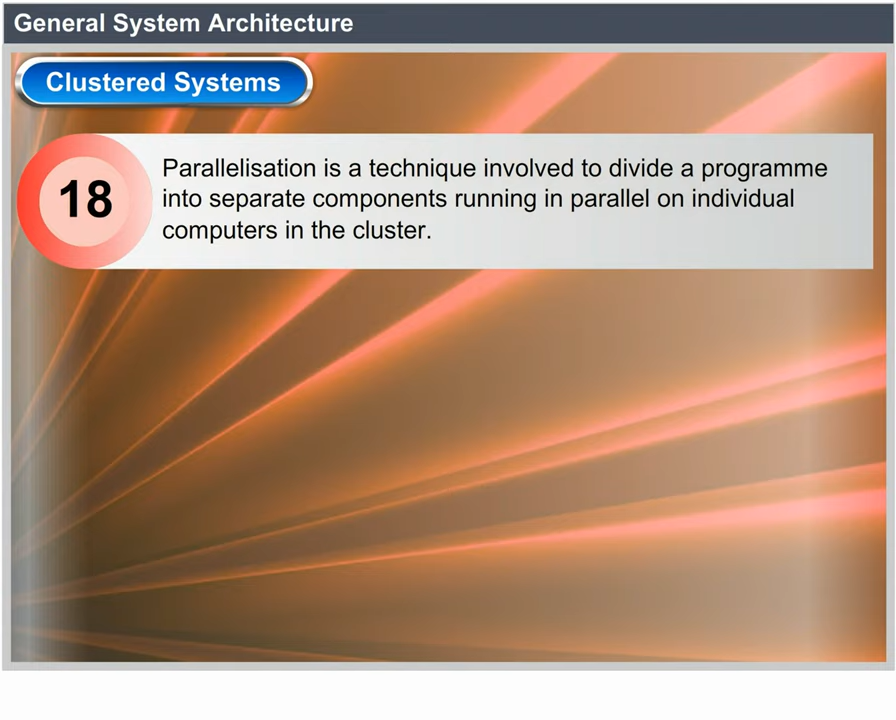 General System Architecture
Clustered Systems
18
Parallelisation is a technique involved to divide a programme
into separate components running in parallel on individual
computers in the cluster.